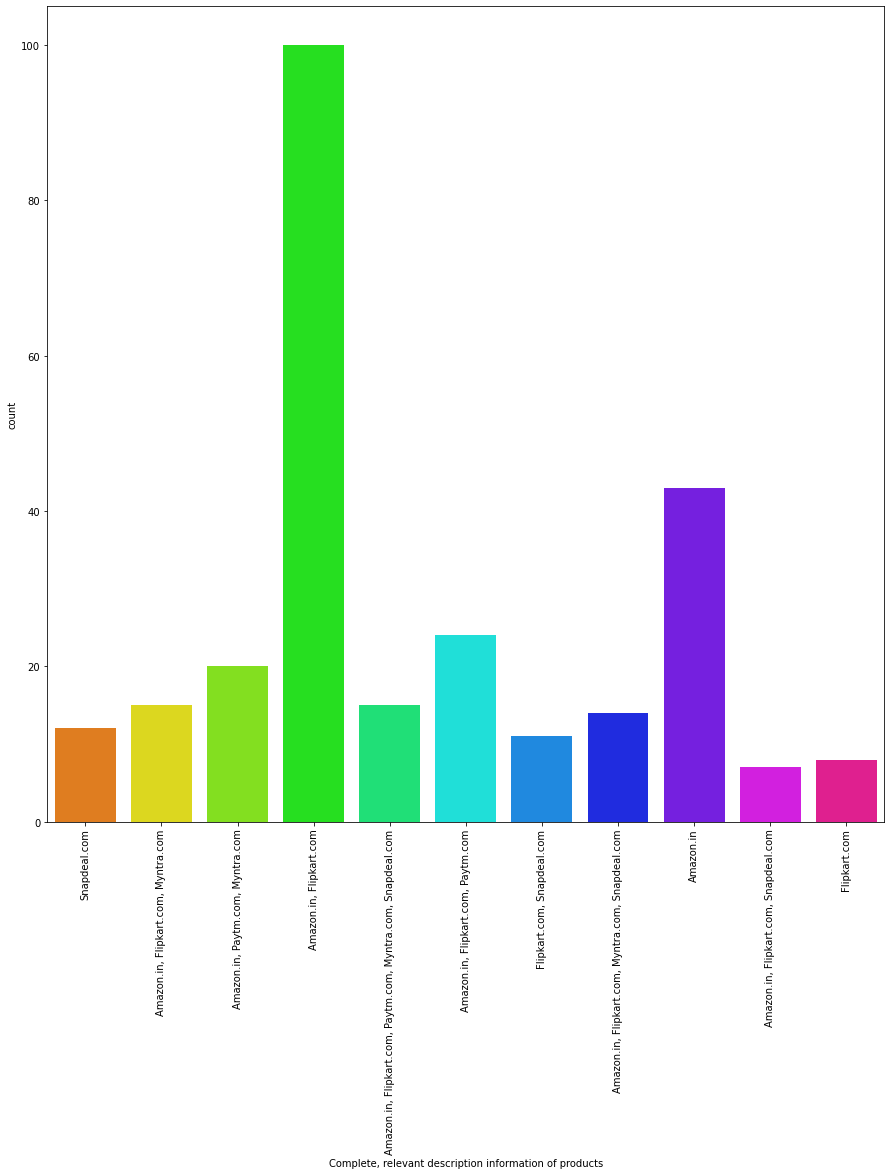 100
80
60
40
20
0
count
Snapdeal.com
Amazon.in, Flipkart.com, Myntra.com
Amazon.in, Paytm.com, Myntra.com
Amazon.in, Flipkart.com
Amazon.in, Flipkart.com, Paytm.com, Myntra.com, Snapdeal.com
Amazon.in, Flipkart.com, Paytm.com
Flipkart.com, Snapdeal.com
Amazon.in, Flipkart.com, Myntra.com, Snapdeal.com
Amazon.in
Amazon.in, Flipkart.com, Snapdeal.com
Flipkart.com
Complete, relevant description information of products